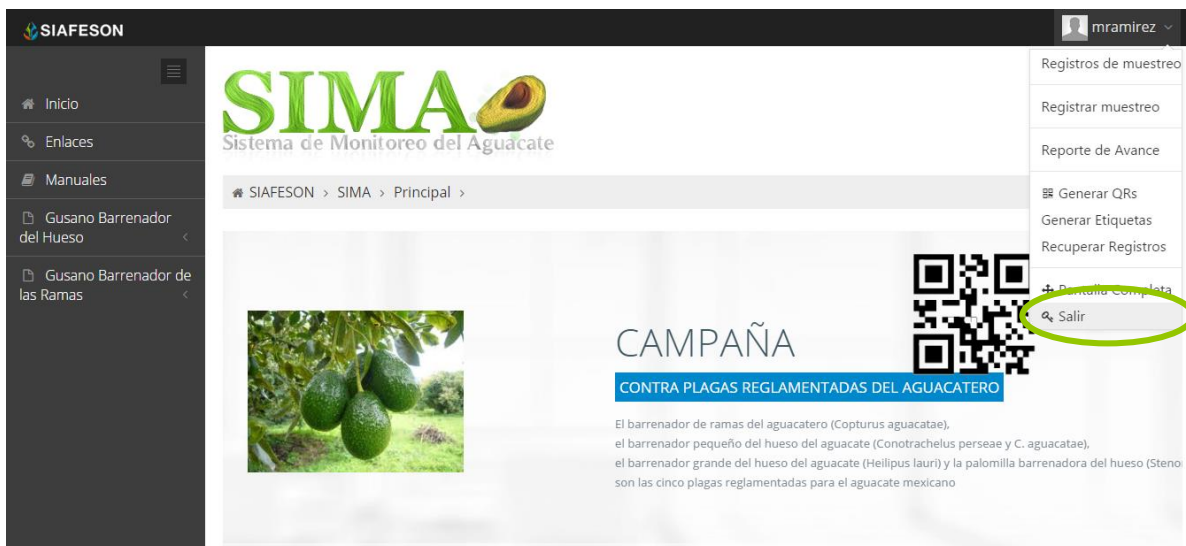 SIAFESON
mramirez
Inicio
Enlaces
Manuales
Gusano Barrenador
del Hueso
Gusano Barrenador de
las Ramas
SIMA
Sistema de Monitoreo del Aguacate
SIAFESON > SIMA > Principal >
Registros de muestreo
Registrar muestreo
Reporte de Avance
Generar QRs
Generar Etiquetas
Recuperar Registros
Pantalla Completa
Salir
CAMPAÑA
CONTRA PLAGAS REGLAMENTADAS DEL AGUACATERO
El barrenador de ramas del aguacatero (Copturus aguacatae),
el barrenador pequeño del hueso del aguacate (Conotrachelus perseae y C. aguacatae),
el barrenador grande del hueso del aguacate (Heilipus lauri) y la palomilla barrenadora del hueso (Steno
son las cinco plagas reglamentadas para el aguacate mexicano